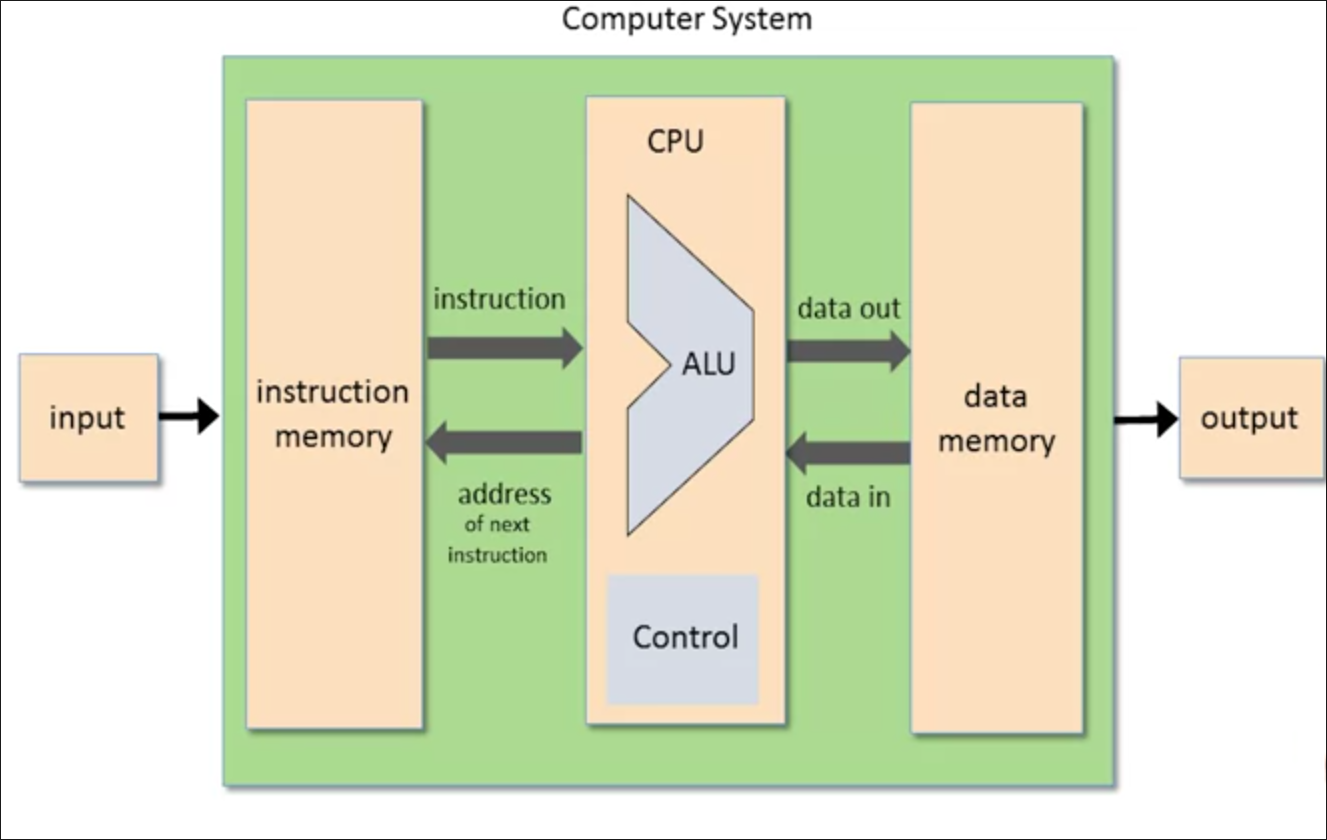 Computer System
input
instruction
memory
instruction
address
of next
instruction
CPU
ALU
Control
data out
data in
data
memory
output